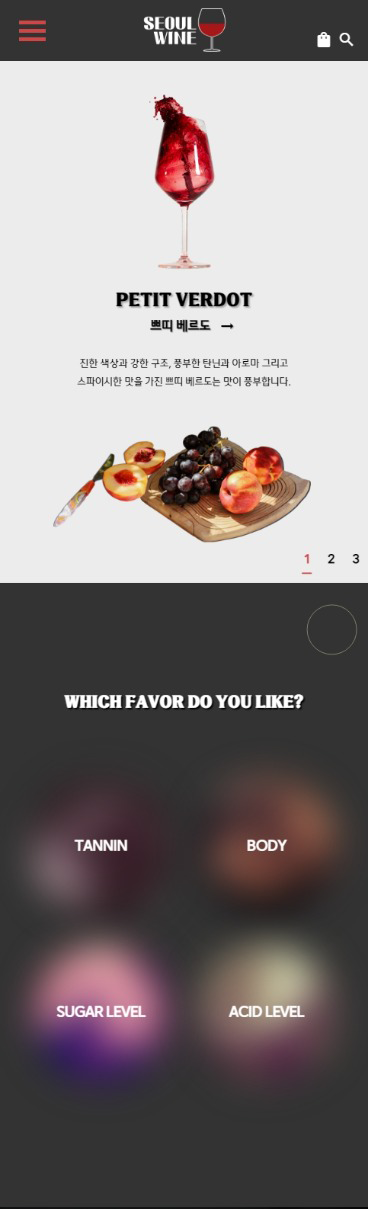 SEOUL
WINE
PETIT VERDOT
쁘띠 베르도 →
진한 색상과 강한 구조, 풍부한 탄닌과 아로마 그리고
스파이시한 맛을 가진 쁘띠 베르도는 맛이 풍부합니다.
1 2 3
WHICH FAVOR DO YOU LIKE?
TANNIN
BODY
SUGAR LEVEL
ACID LEVEL